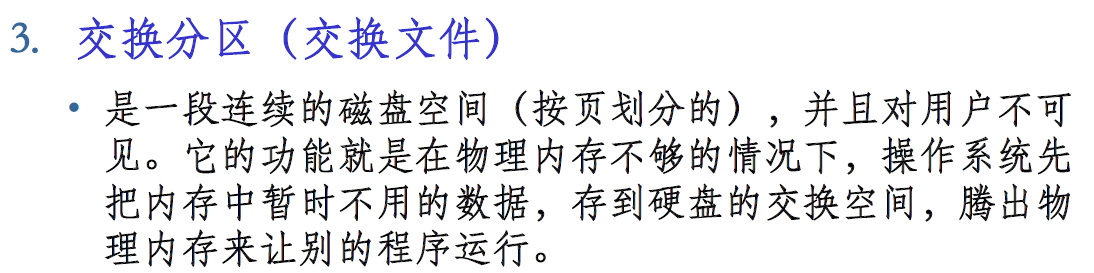 3. 交换分区（交换文件）
• 是一段连续的磁盘空间（按页划分的），并且对用户不可
见。它的功能就是在物理内存不够的情况下，操作系统先
把内存中暂时不用的数据，存到硬盘的交换空间，腾出物
理内存来让别的程序运行。